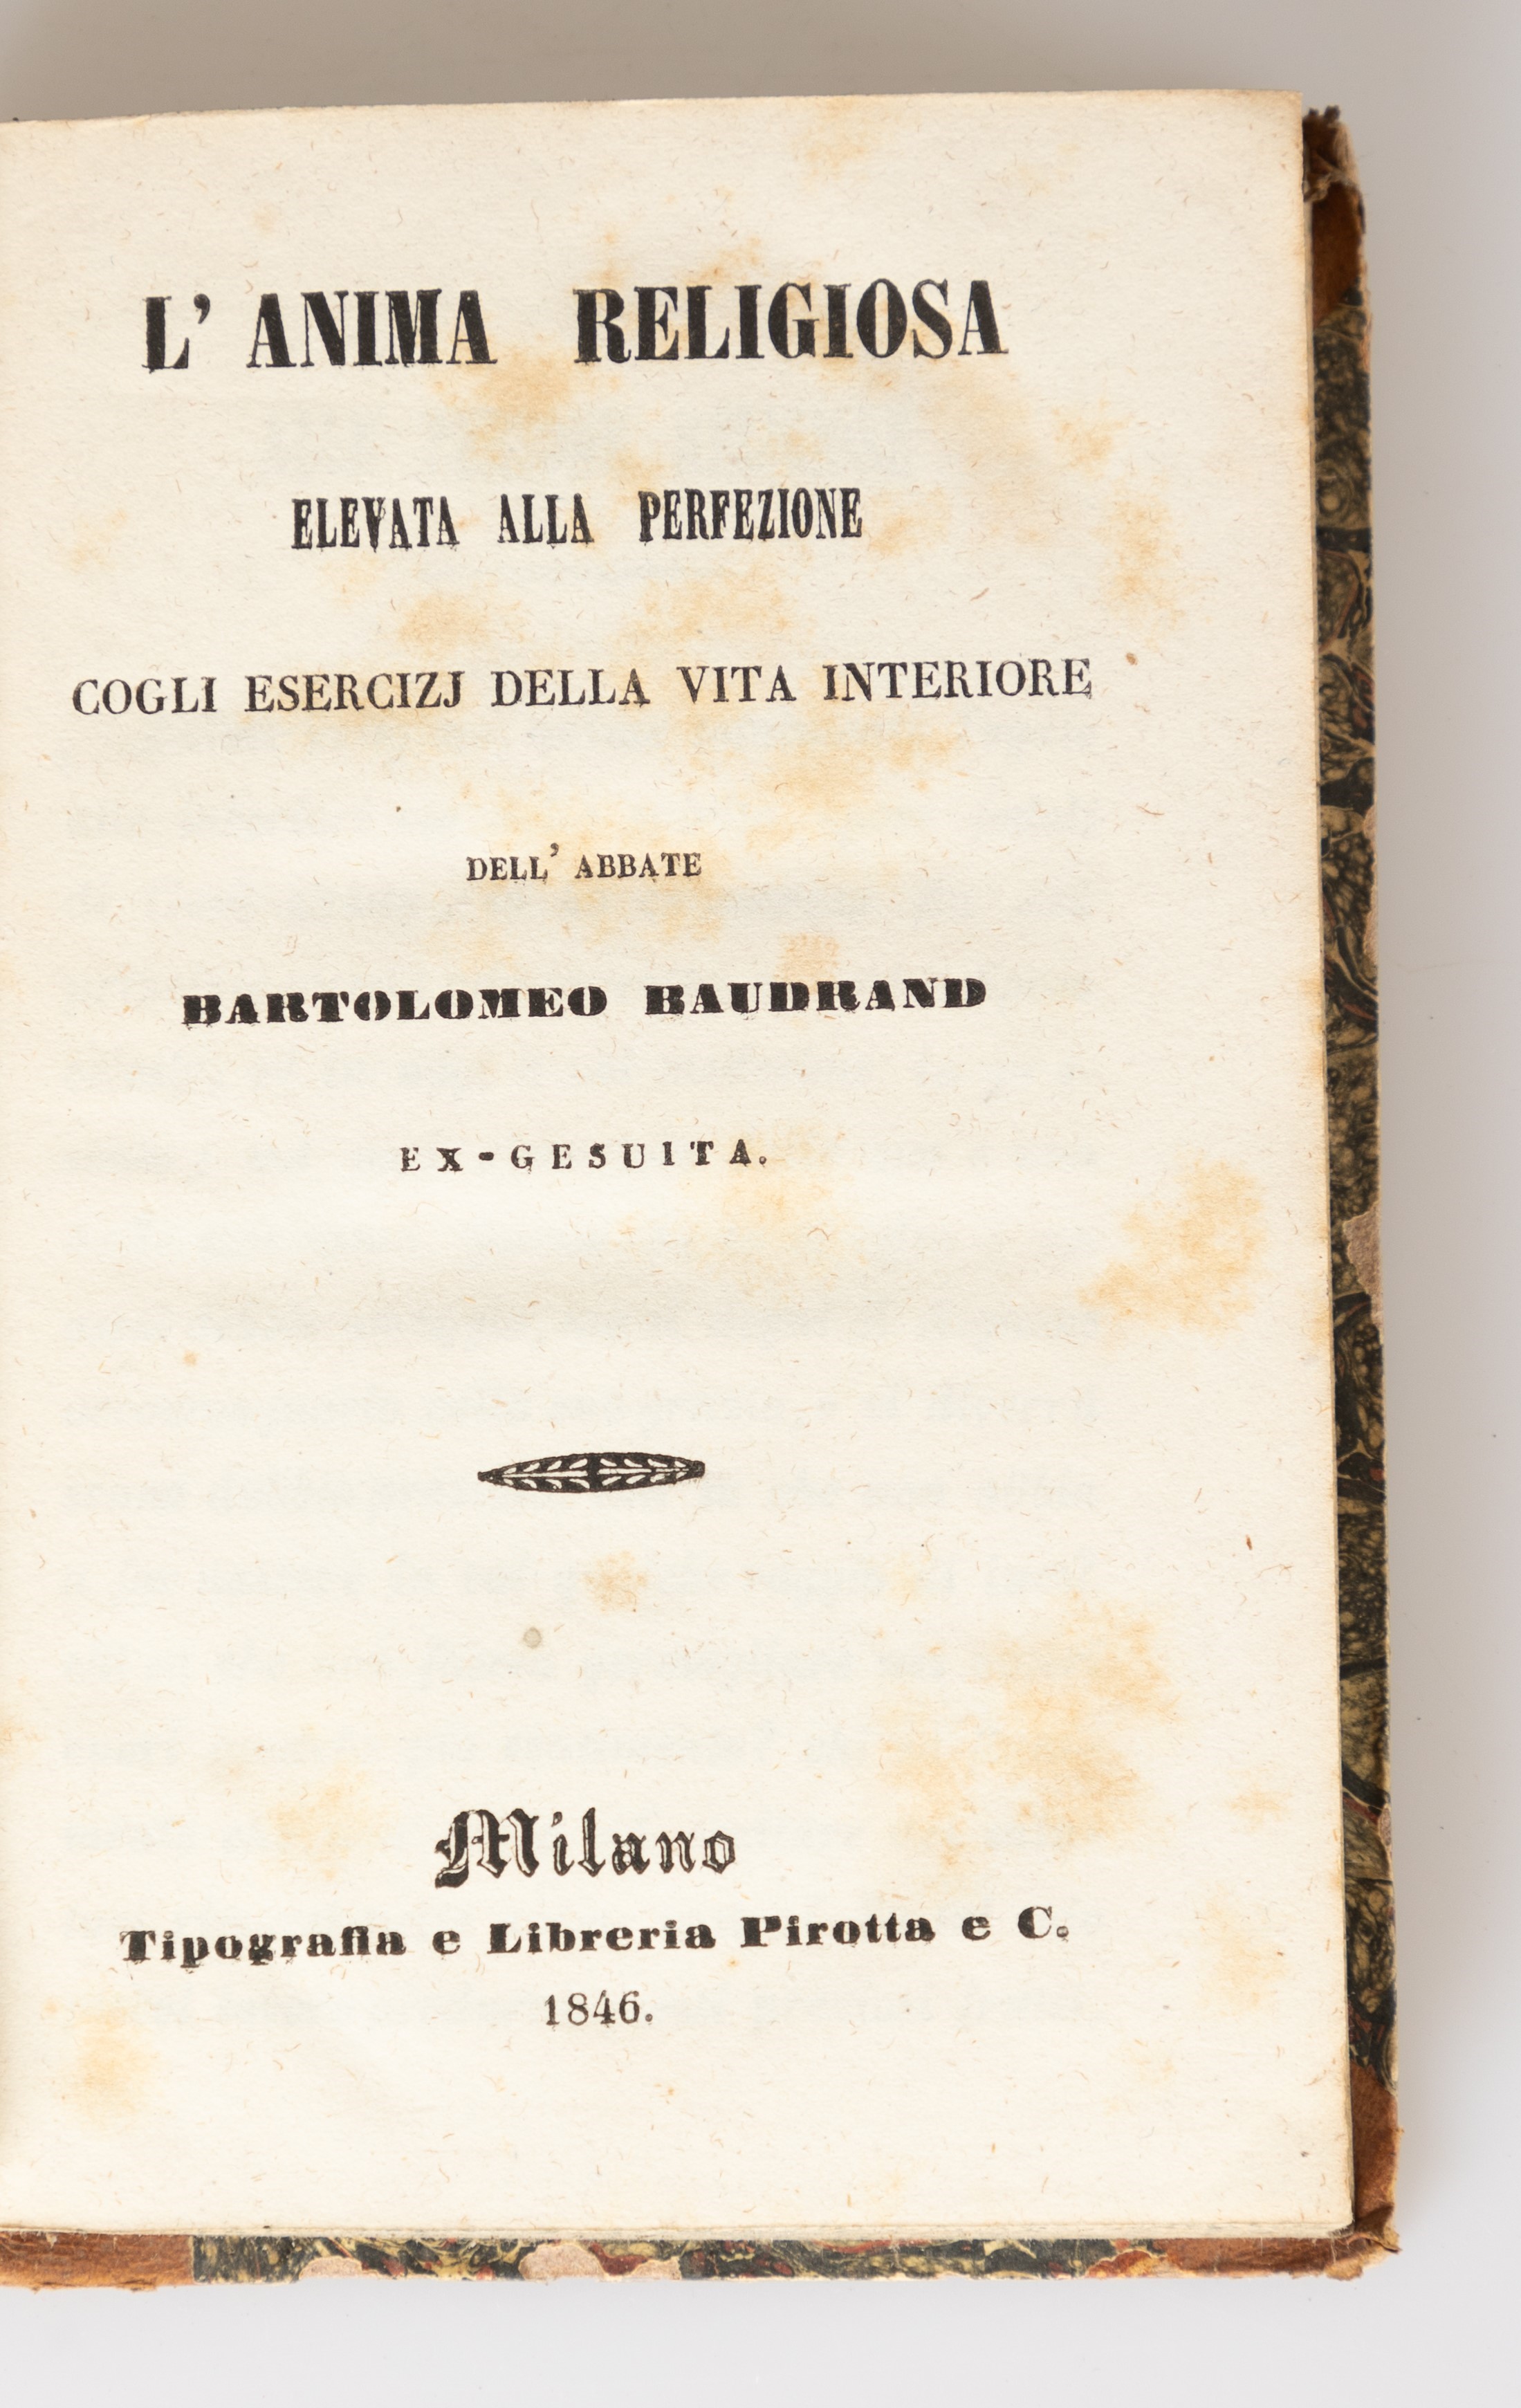 L' ANIMA RELIGIOSA
ELEVATA ALLA PERFEZIONE
COGLI ESERCIZJ DELLA VITA INTERIORE
DELL' ABBATE
BARTOLOMEO BAUDRAND
EX-GESUITA.
Milano
Tipografia e Libreria Pirotta e C.
1846.